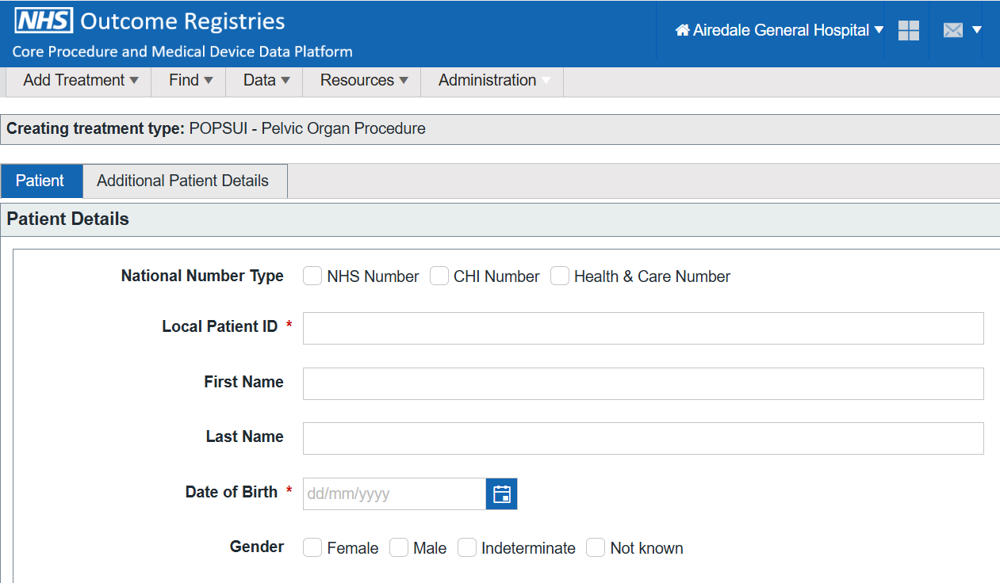 NHS Outcome Registries
Core Procedure and Medical Device Data Platform
Airedale General Hospital
Add Treatment Find Data Resources Administration
Creating treatment type: POPSUI - Pelvic Organ Procedure
Patient Additional Patient Details
Patient Details
National Number Type NHS Number CHI Number Health & Care Number
Local Patient ID *
First Name
Last Name
Date of Birth * dd/mm/yyyy
Gender Female Male Indeterminate Not known